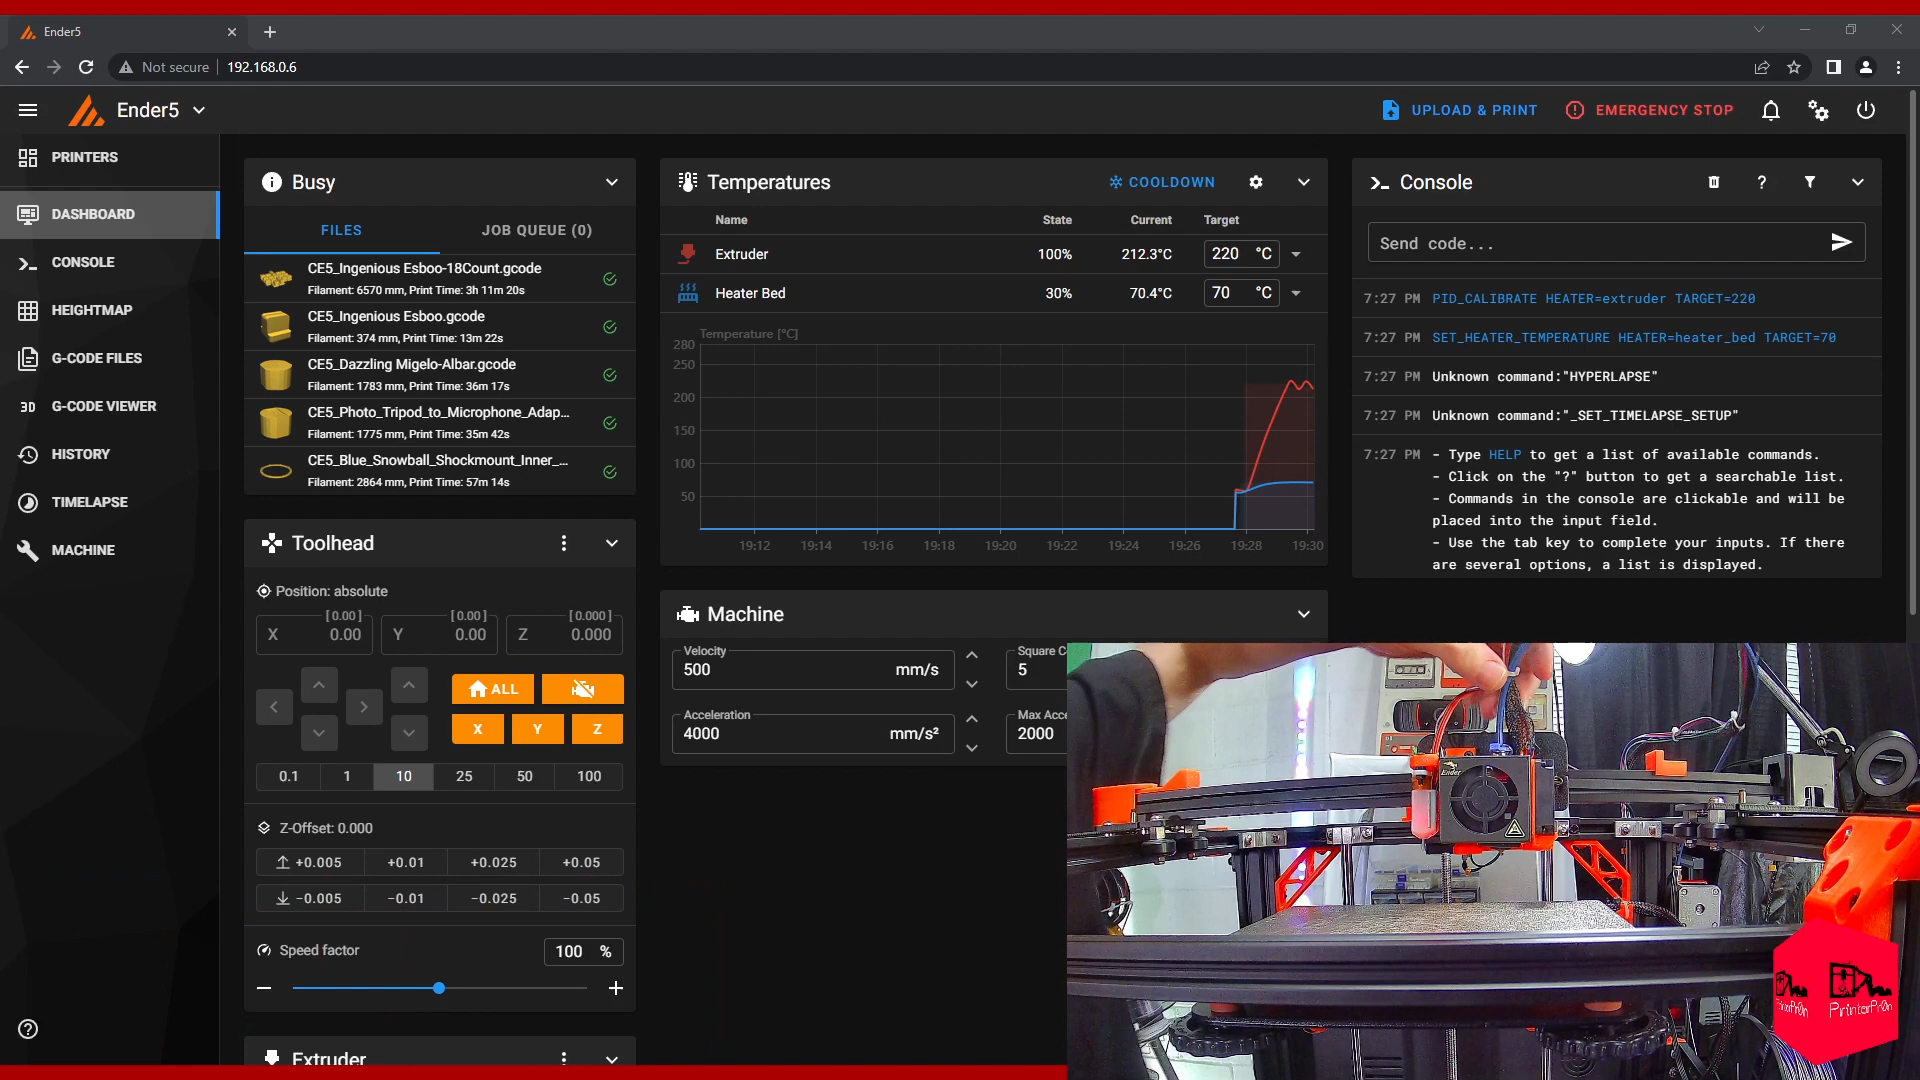 Ender5
Not secure
192.168.0.6
Ender5
UPLOAD & PRINT
EMERGENCY STOP
PRINTERS
DASHBOARD
CONSOLE
HEIGHTMAP
G-CODE FILES
3D G-CODE VIEWER
HISTORY
TIMELAPSE
MACHINE
Busy
FILES
JOB QUEUE (0)
CE5_Ingenious Esboo-18Count.gcode
Filament: 6570 mm, Print Time: 3h 11m 20s
CE5_Ingenious Esboo.gcode
Filament: 374 mm, Print Time: 13m 22s
CE5_Dazzling Migelo-Albar.gcode
Filament: 1783 mm, Print Time: 36m 17s
CE5_Photo_Tripod_to_Microphone_Adap...
Filament: 1775 mm, Print Time: 35m 42s
CE5_Blue_Snowball_Shockmount_Inner_...
Filament: 2864 mm, Print Time: 57m 14s
Toolhead
Position: absolute
[ 0.00 ] [ 0.00 ] [ 0.000 ]
X 0.00 Y 0.00 Z 0.000
ALL
X Y Z
0.1 1 10 25 50 100
Z-Offset: 0.000
+0.005 +0.01 +0.025 +0.05
−0.005 −0.01 −0.025 −0.05
Speed factor
100 %
Extruder
Temperatures
COOLDOWN
Name State Current Target
Extruder 100% 212.3°C 220 °C
Heater Bed 30% 70.4°C 70 °C
Temperature [°C]
280
250
200
150
100
50
19:12 19:14 19:16 19:18 19:20 19:22 19:24 19:26 19:28 19:30
Machine
Velocity
500 mm/s
Square C
5
Acceleration
4000 mm/s²
Max Acce
2000
Console
?
Send code...
7:27 PM PID_CALIBRATE HEATER=extruder TARGET=220
7:27 PM SET_HEATER_TEMPERATURE HEATER=heater_bed TARGET=70
7:27 PM Unknown command:"HYPERLAPSE"
7:27 PM Unknown command:"_SET_TIMELAPSE_SETUP"
7:27 PM - Type HELP to get a list of available commands.
- Click on the "?" button to get a searchable list.
- Commands in the console are clickable and will be
placed into the input field.
- Use the tab key to complete your inputs. If there
are several options, a list is displayed.
Ender
PrinterPr0n
PrinterPr0n